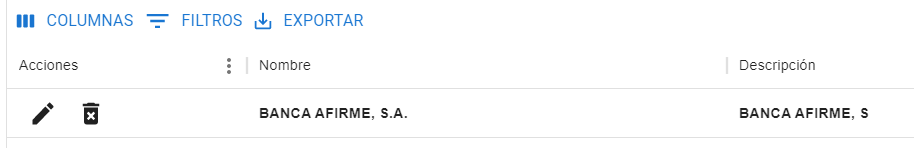 COLUMNAS FILTROS EXPORTAR
Acciones Nombre Descripción
BANCA AFIRME, S.A. BANCA AFIRME, S